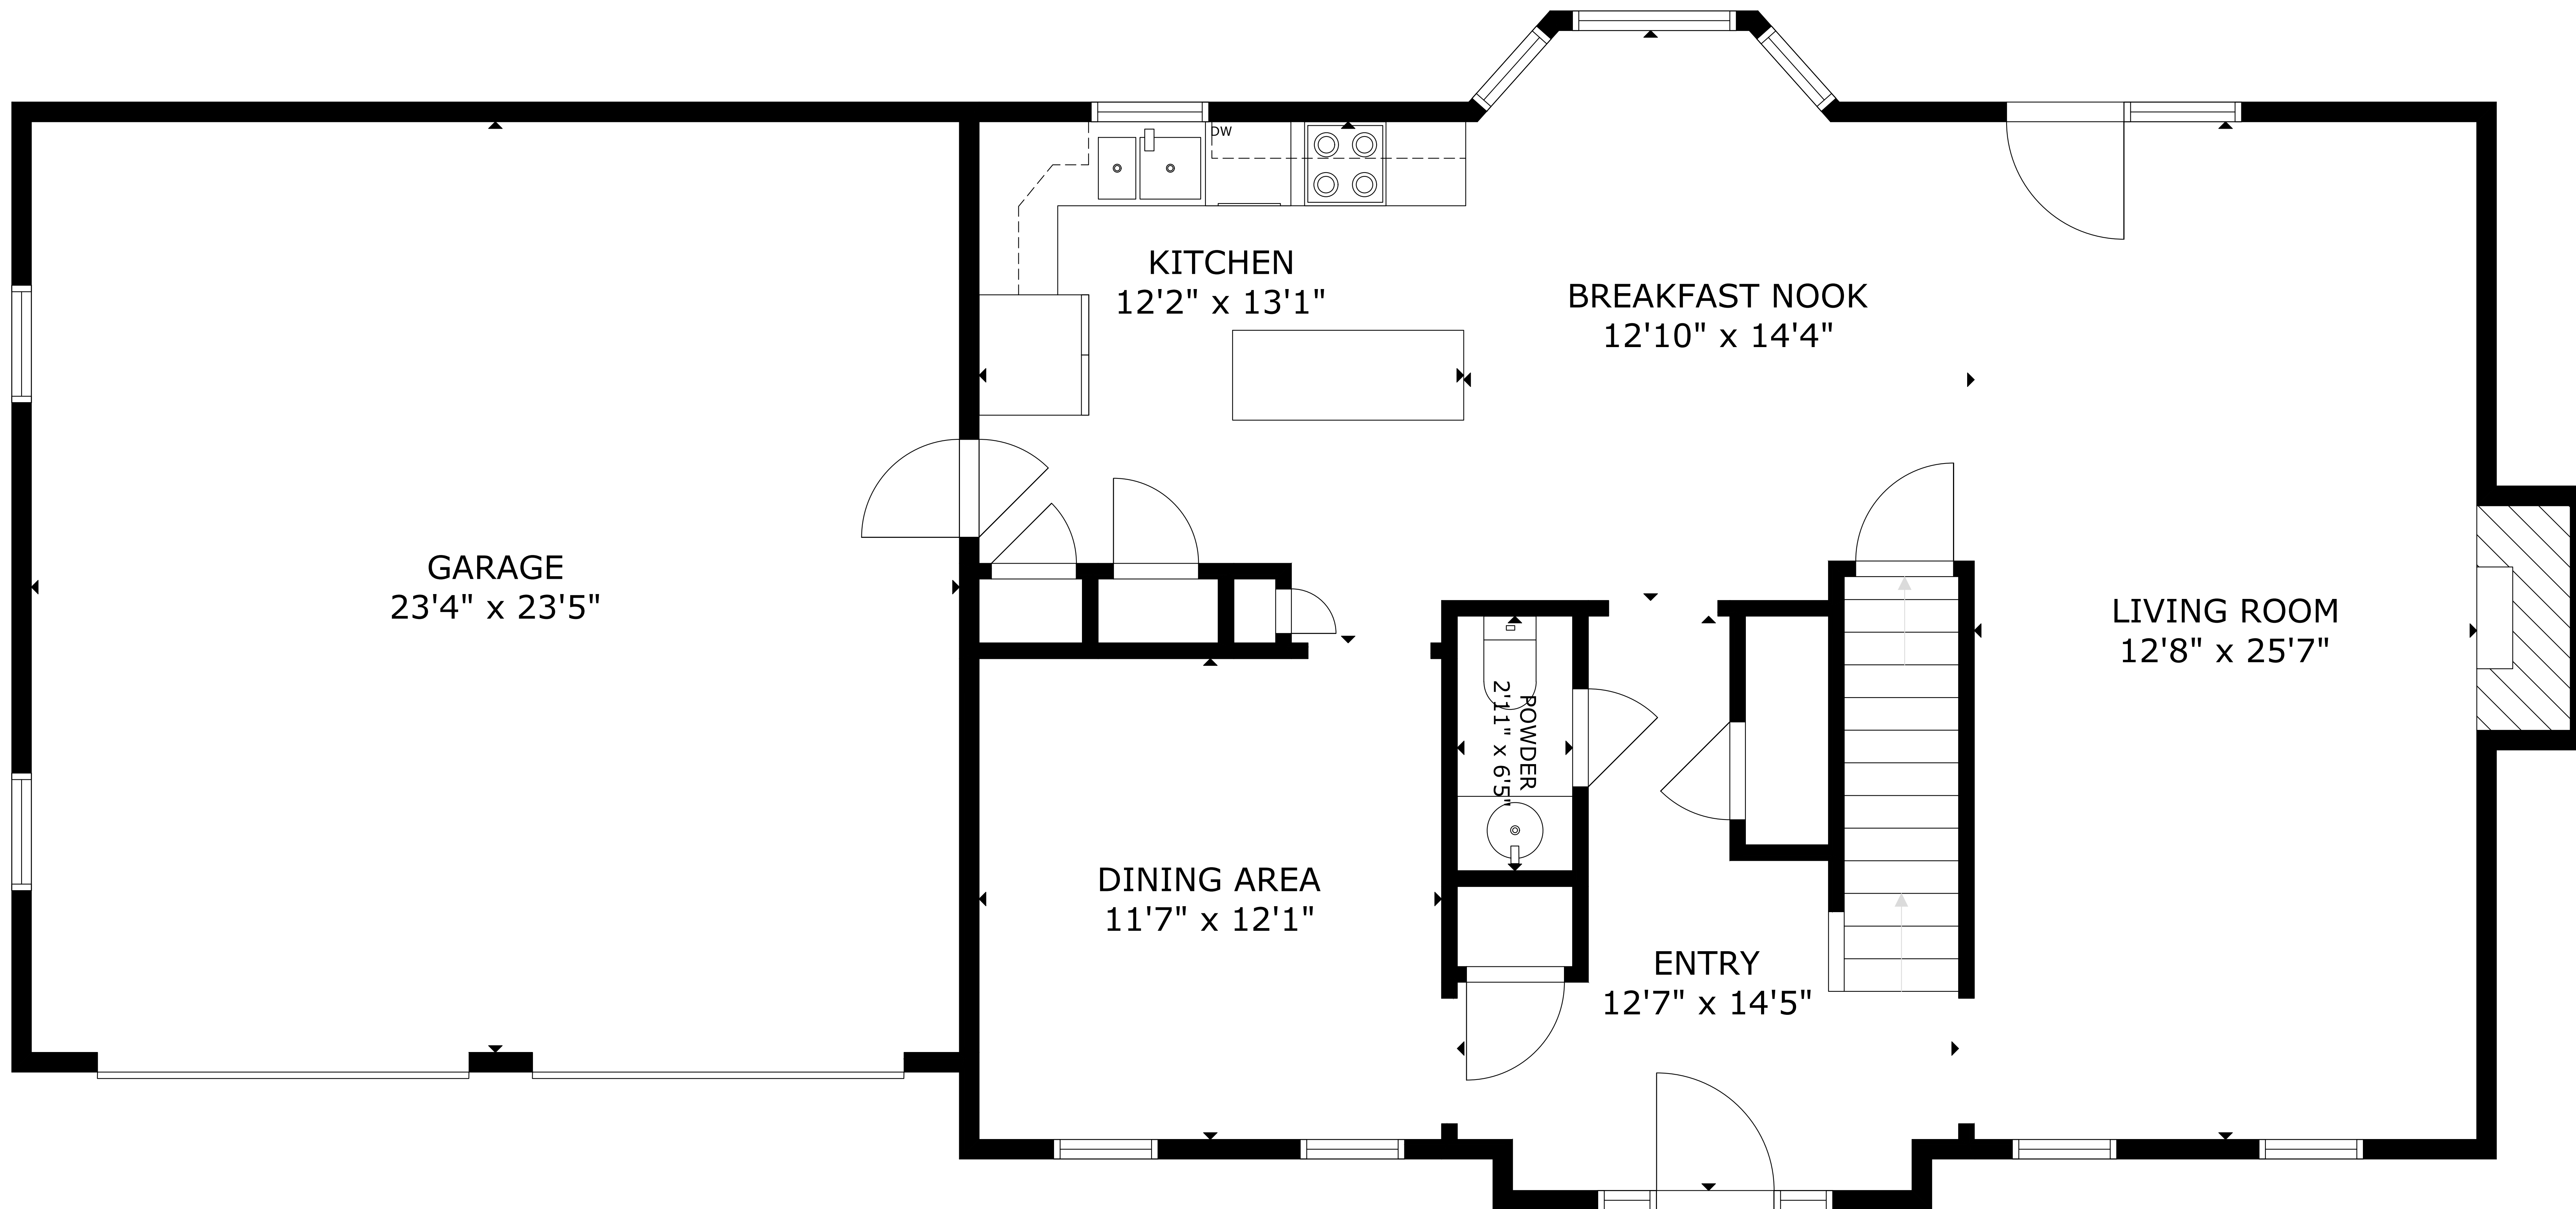 DW
KITCHEN
12'2" x 13'1"
BREAKFAST NOOK
12'10" x 14'4"
GARAGE
23'4" x 23'5"
LIVING ROOM
12'8" x 25'7"
POWDER
2'11" x 6'5"
DINING AREA
11'7" x 12'1"
ENTRY
12'7" x 14'5"